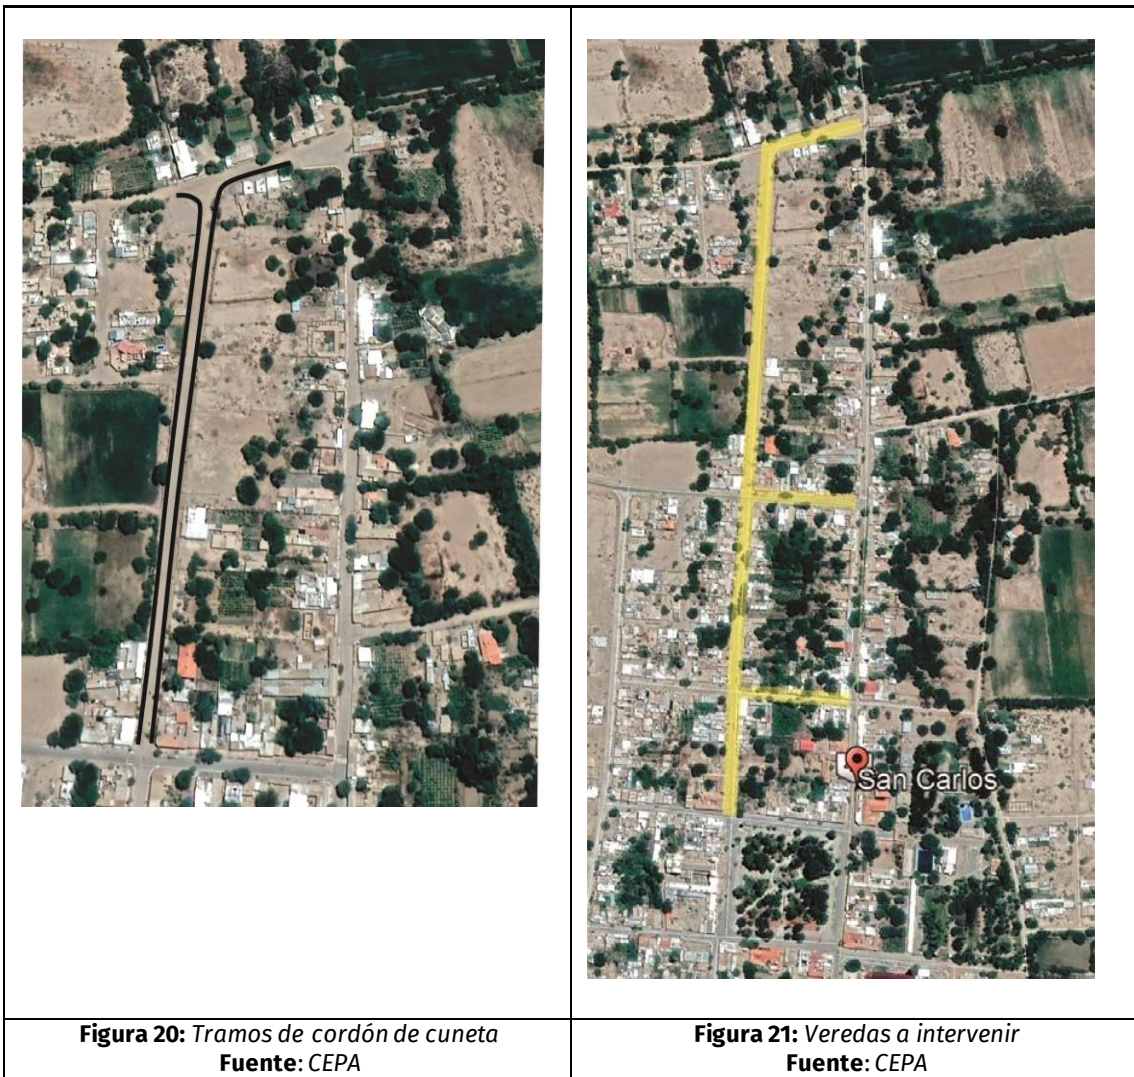 San Carlos
Figura 20: Tramos de cordón de cuneta
Fuente: CEPA
Figura 21: Veredas a intervenir
Fuente: CEPA